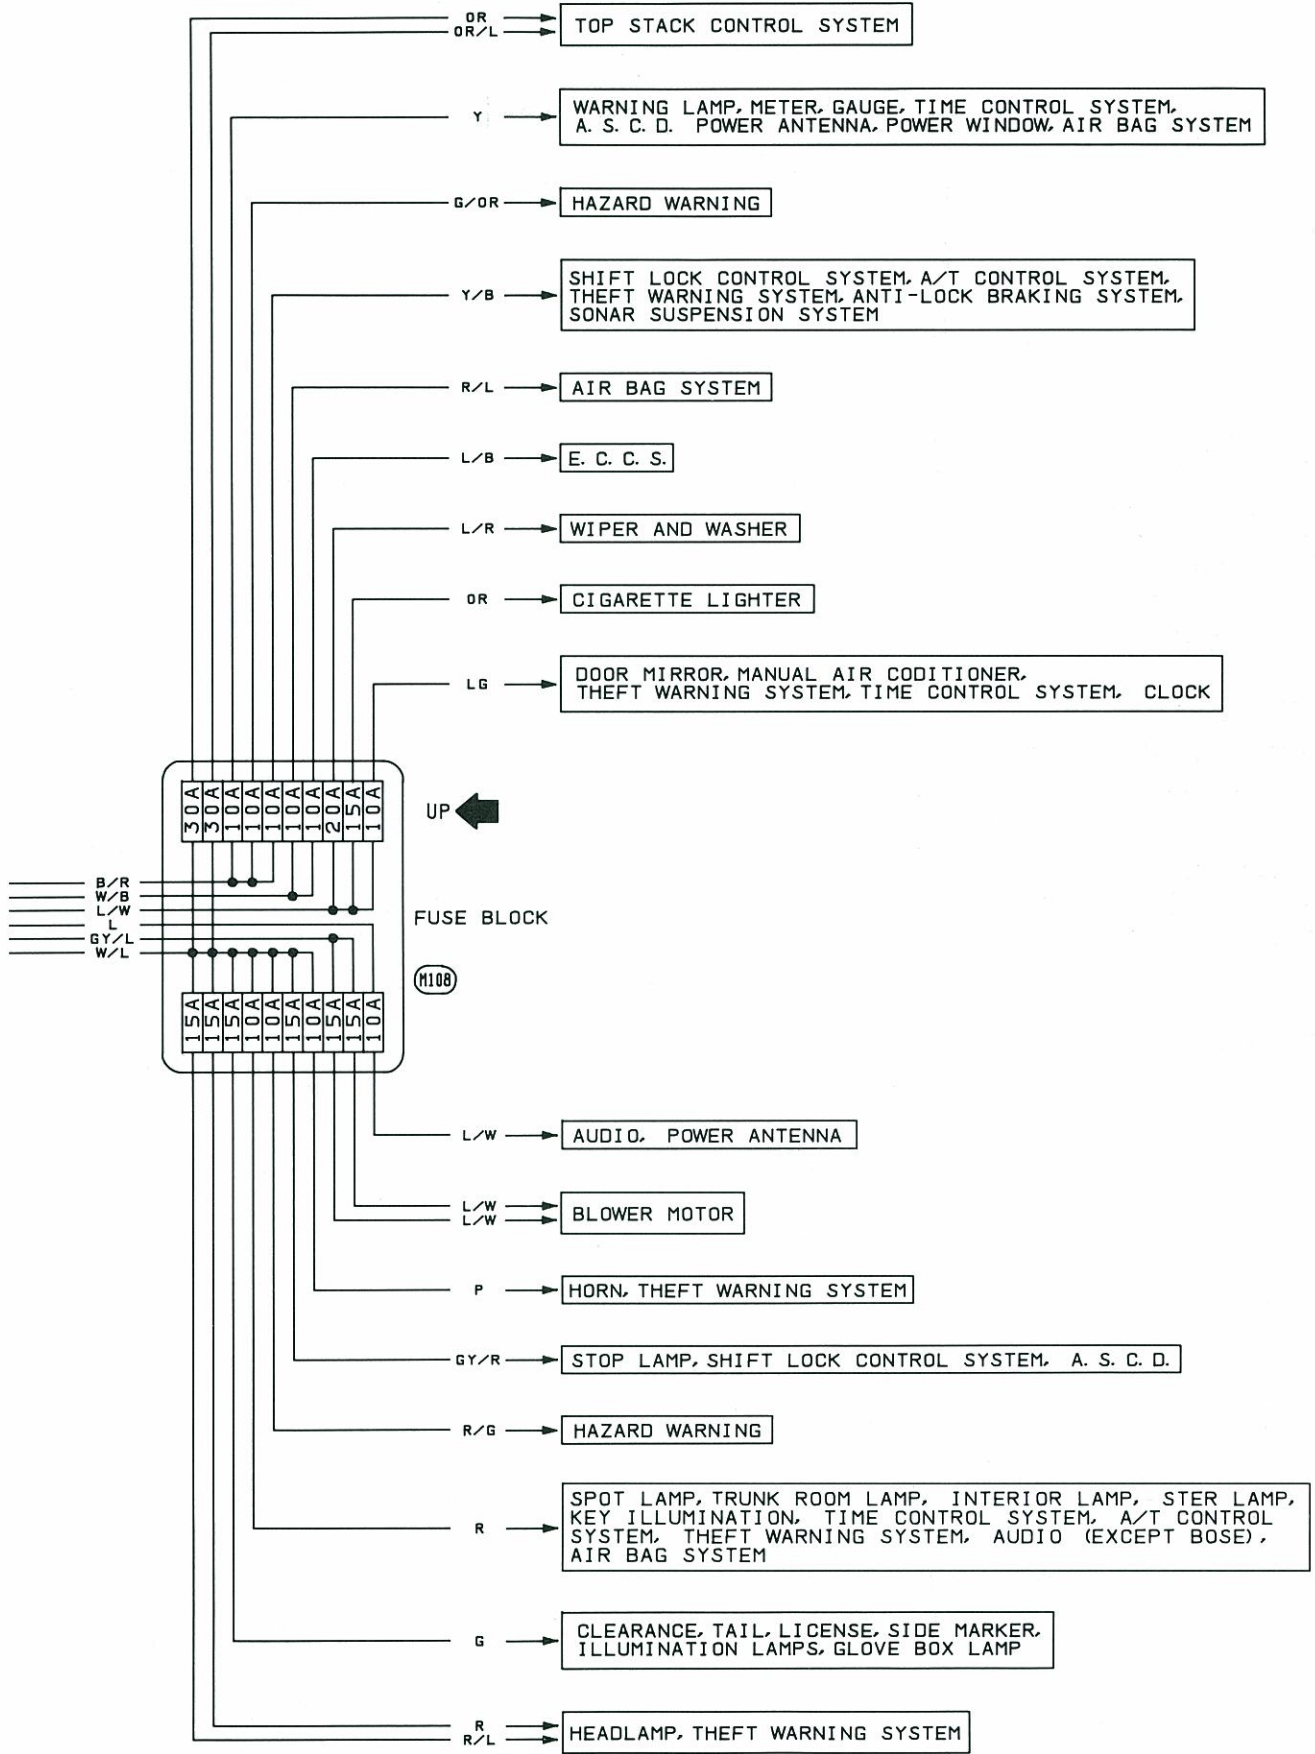 OR
OR/L
TOP STACK CONTROL SYSTEM
Y
WARNING LAMP, METER, GAUGE, TIME CONTROL SYSTEM,
A. S. C. D. POWER ANTENNA, POWER WINDOW, AIR BAG SYSTEM
G/OR
HAZARD WARNING
Y/B
SHIFT LOCK CONTROL SYSTEM, A/T CONTROL SYSTEM,
THEFT WARNING SYSTEM, ANTI-LOCK BRAKING SYSTEM,
SONAR SUSPENSION SYSTEM
R/L
AIR BAG SYSTEM
L/B
E. C. C. S.
L/R
WIPER AND WASHER
OR
CIGARETTE LIGHTER
LG
DOOR MIRROR, MANUAL AIR CODITIONER,
THEFT WARNING SYSTEM, TIME CONTROL SYSTEM, CLOCK
30A 30A 10A 10A 10A 10A 10A 20A 15A 10A
UP
B/R
W/B
L/W
L
GY/L
W/L
FUSE BLOCK
M108
15A 15A 15A 10A 10A 15A 10A 15A 15A 10A
L/W
AUDIO, POWER ANTENNA
L/W
L/W
BLOWER MOTOR
P
HORN, THEFT WARNING SYSTEM
GY/R
STOP LAMP, SHIFT LOCK CONTROL SYSTEM, A. S. C. D.
R/G
HAZARD WARNING
R
SPOT LAMP, TRUNK ROOM LAMP, INTERIOR LAMP, STER LAMP,
KEY ILLUMINATION, TIME CONTROL SYSTEM, A/T CONTROL
SYSTEM, THEFT WARNING SYSTEM, AUDIO (EXCEPT BOSE),
AIR BAG SYSTEM
G
CLEARANCE, TAIL, LICENSE, SIDE MARKER,
ILLUMINATION LAMPS, GLOVE BOX LAMP
R
R/L
HEADLAMP, THEFT WARNING SYSTEM